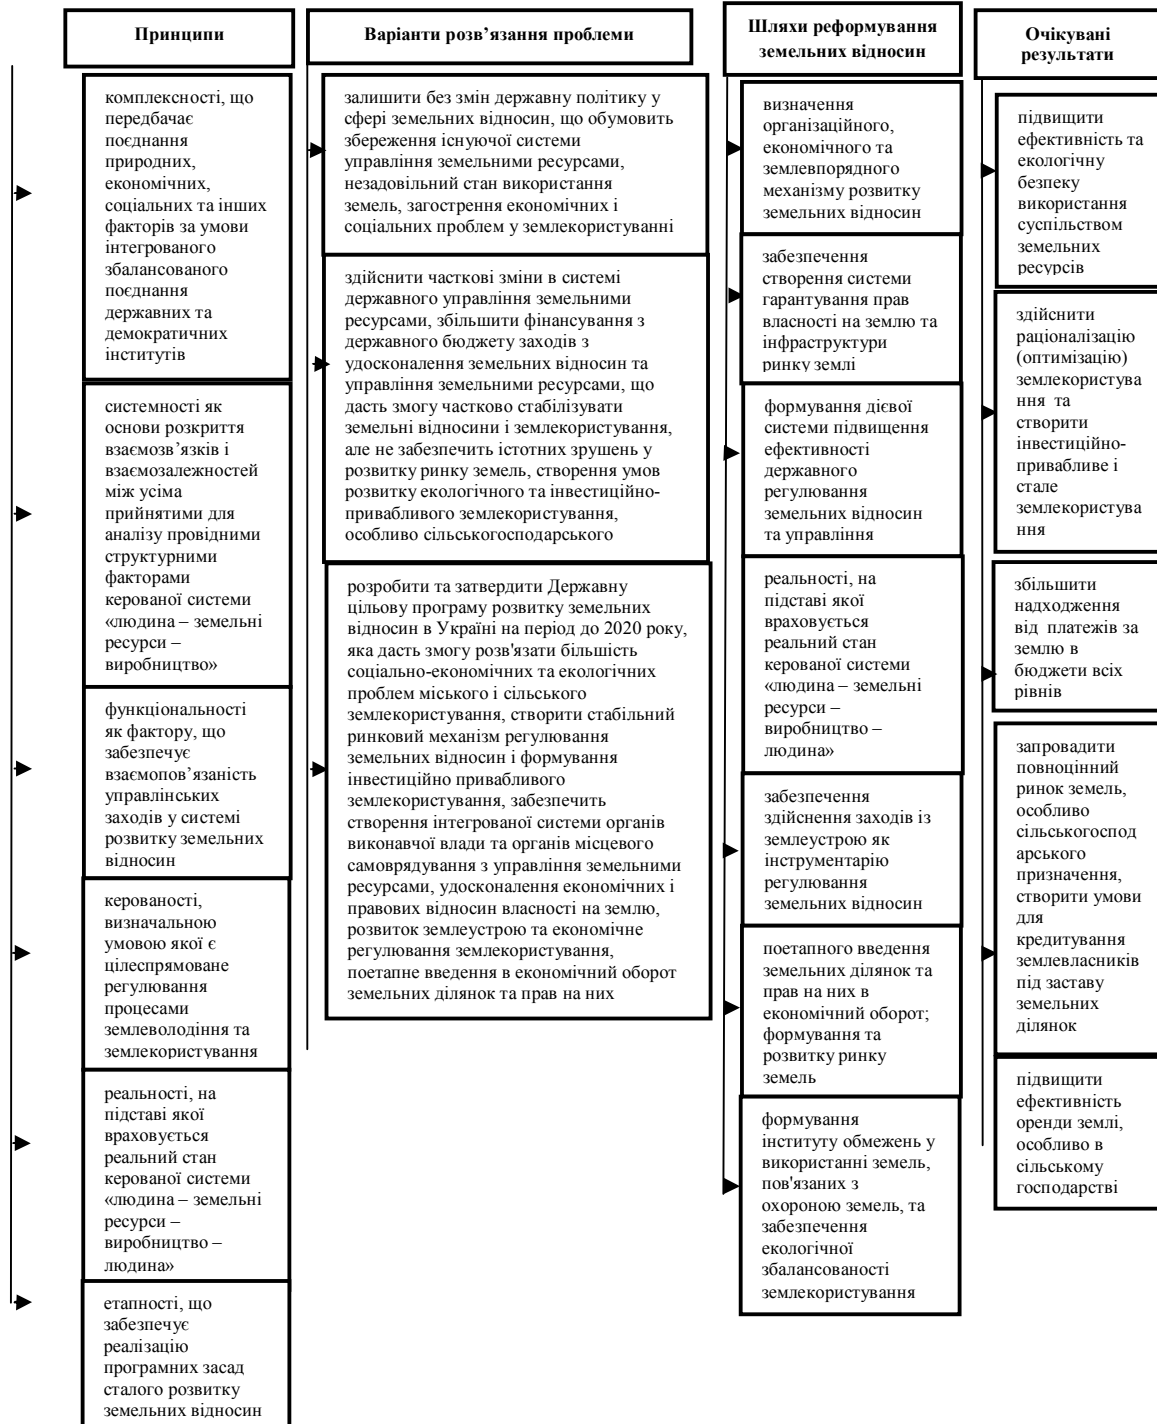 Принципи
комплексності, що
передбачає
поєднання
природних,
економічних,
соціальних та інших
факторів за умови
інтегрованого
збалансованого
поєднання
державних та
демократичних
інститутів
системності як
основи розкриття
взаємозв’язків і
взаємозалежностей
між усіма
прийнятими для
аналізу провідними
структурними
факторами
керованої системи
«людина – земельні
ресурси –
виробництво»
функціональності
як фактору, що
забезпечує
взаємопов’язаність
управлінських
заходів у системі
розвитку земельних
відносин
керованості,
визначальною
умовою якої є
цілеспрямоване
регулювання
процесами
землеволодіння та
землекористування
реальності, на
підставі якої
враховується
реальний стан
керованої системи
«людина – земельні
ресурси –
виробництво –
людина»
етапності, що
забезпечує
реалізацію
програмних засад
сталого розвитку
земельних відносин
Варіанти розв’язання проблеми
залишити без змін державну політику у
сфері земельних відносин, що обумовить
збереження існуючої системи
управління земельними ресурсами,
незадовільний стан використання
земель, загострення економічних і
соціальних проблем у землекористуванні
здійснити часткові зміни в системі
державного управління земельними
ресурсами, збільшити фінансування з
державного бюджету заходів з
удосконалення земельних відносин та
управління земельними ресурсами, що
дасть змогу частково стабілізувати
земельні відносини і землекористування,
але не забезпечить істотних зрушень у
розвитку ринку земель, створення умов
розвитку екологічного та інвестиційно-
привабливого землекористування,
особливо сільськогосподарського
розробити та затвердити Державну
цільову програму розвитку земельних
відносин в Україні на період до 2020 року,
яка дасть змогу розв'язати більшість
соціально-економічних та екологічних
проблем міського і сільського
землекористування, створити стабільний
ринковий механізм регулювання
земельних відносин і формування
інвестиційно привабливого
землекористування, забезпечить
створення інтегрованої системи органів
виконавчої влади та органів місцевого
самоврядування з управління земельними
ресурсами, удосконалення економічних і
правових відносин власності на землю,
розвиток землеустрою та економічне
регулювання землекористування,
поетапне введення в економічний оборот
земельних ділянок та прав на них
Шляхи реформування
земельних відносин
визначення
організаційного,
економічного та
землевпорядного
механізму розвитку
земельних відносин
забезпечення
створення системи
гарантування прав
власності на землю та
інфраструктури
ринку землі
формування дієвої
системи підвищення
ефективності
державного
регулювання
земельних відносин
та управління
реальності, на
підставі якої
враховується
реальний стан
керованої системи
«людина – земельні
ресурси –
виробництво –
людина»
забезпечення
здійснення заходів із
землеустрою як
інструментарію
регулювання
земельних відносин
поетапного введення
земельних ділянок та
прав на них в
економічний оборот;
формування та
розвитку ринку
земель
формування
інституту обмежень у
використанні земель,
пов'язаних з
охороною земель, та
забезпечення
екологічної
збалансованості
землекористування
Очікувані
результати
підвищити
ефективність та
екологічну
безпеку
використання
суспільством
земельних
ресурсів
здійснити
раціоналізацію
(оптимізацію)
землекористува
ння та
створити
інвестиційно-
привабливе і
стале
землекористува
ння
збільшити
надходження
від платежів за
землю в
бюджети всіх
рівнів
запровадити
повноцінний
ринок земель,
особливо
сільськогоспод
арського
призначення,
створити умови
для
кредитування
землевласників
під заставу
земельних
ділянок
підвищити
ефективність
оренди землі,
особливо в
сільському
господарстві